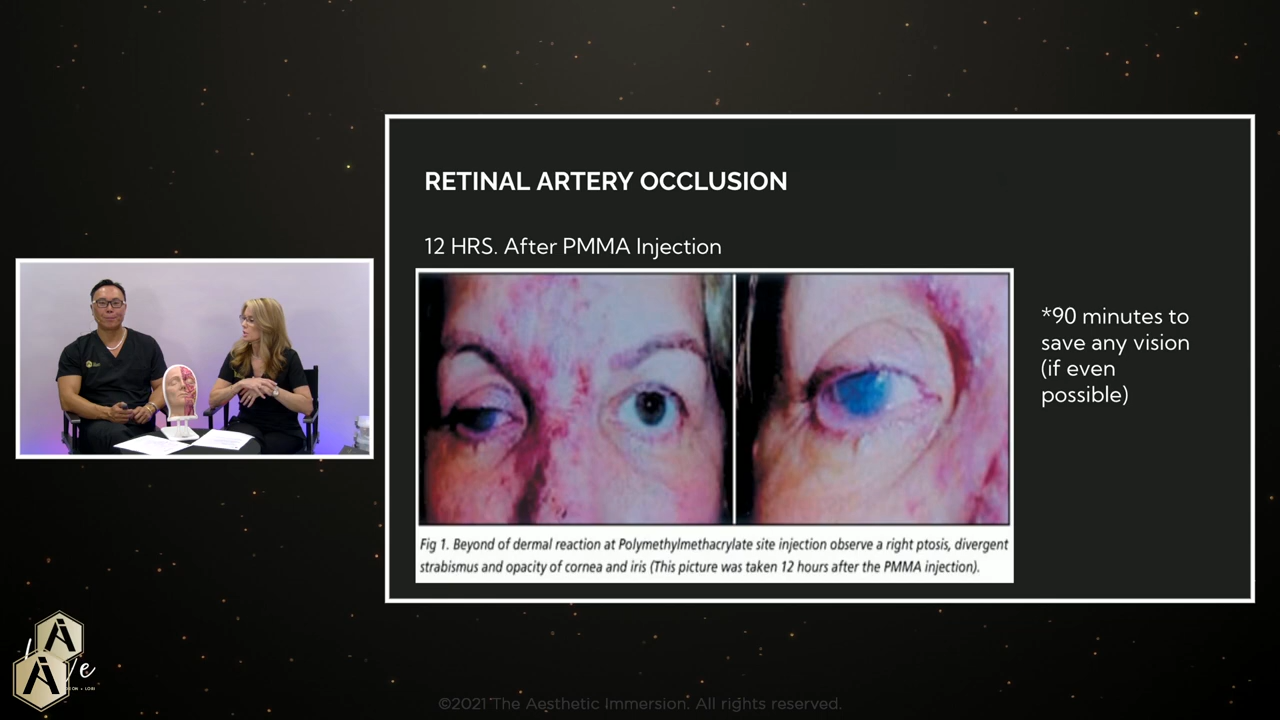 RETINAL ARTERY OCCLUSION
12 HRS. After PMMA Injection
*90 minutes to
save any vision
(if even
possible)
Fig 1. Beyond of dermal reaction at Polymethylmethacrylate site injection observe a right ptosis, divergent
strabismus and opacity of cornea and iris (This picture was taken 12 hours after the PMMA injection).
©2021 The Aesthetic Immersion. All rights reserved.